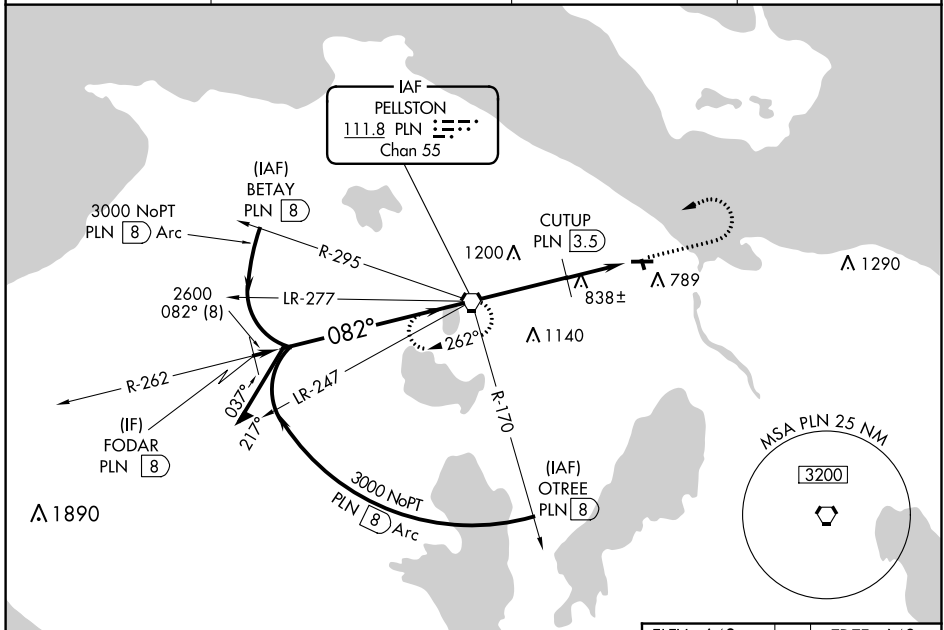 IAF
PELLSTON
111.8 PLN
Chan 55
(IAF)
BETAY
PLN 8
3000 NoPT
PLN 8 Arc
R-295
1200
CUTUP
PLN 3.5
1290
789
838±
2600
082° (8)
LR-277
082°
262°
1140
R-262
037°
217°
LR-247
R-170
(IF)
FODAR
PLN 8
MSA PLN 25 NM
3200
(IAF)
OTREE
PLN 8
3000 NoPT
PLN 8 Arc
1890